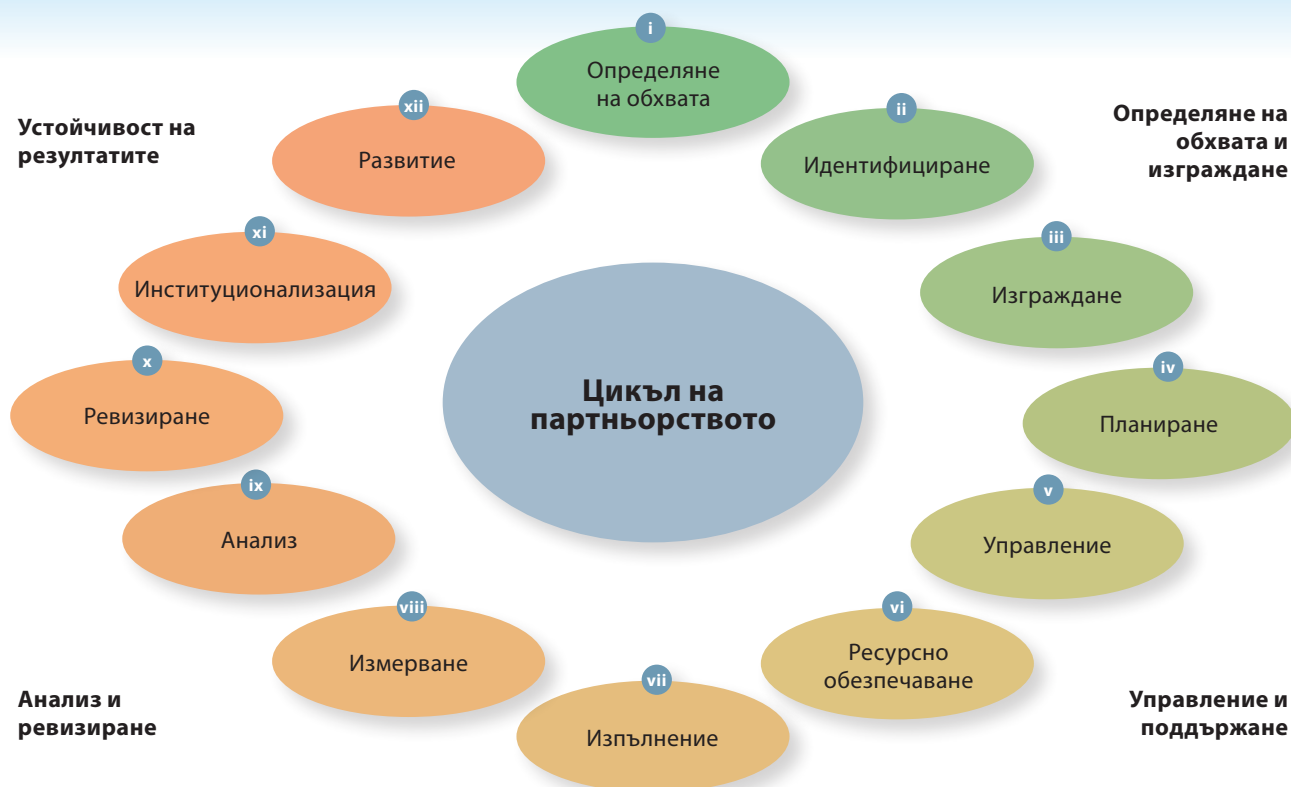 i
Определяне
на обхвата
ii
Идентифициране
Определяне на
обхвата и
изграждане
iii
Изграждане
iv
Планиране
v
Управление
vi
Ресурсно
обезпечаване
Управление и
поддържане
vii
Изпълнение
viii
Измерване
Анализ и
ревизиране
ix
Анализ
x
Ревизиране
xi
Институционализация
xii
Развитие
Устойчивост на
резултатите
Цикъл на
партньорството